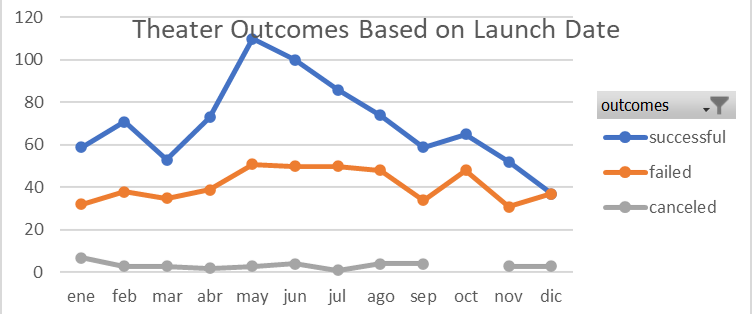 Theater Outcomes Based on Launch Date
120
100
80
60
40
20
0
ene feb mar abr may jun jul ago sep oct nov dic
outcomes
successful
failed
canceled